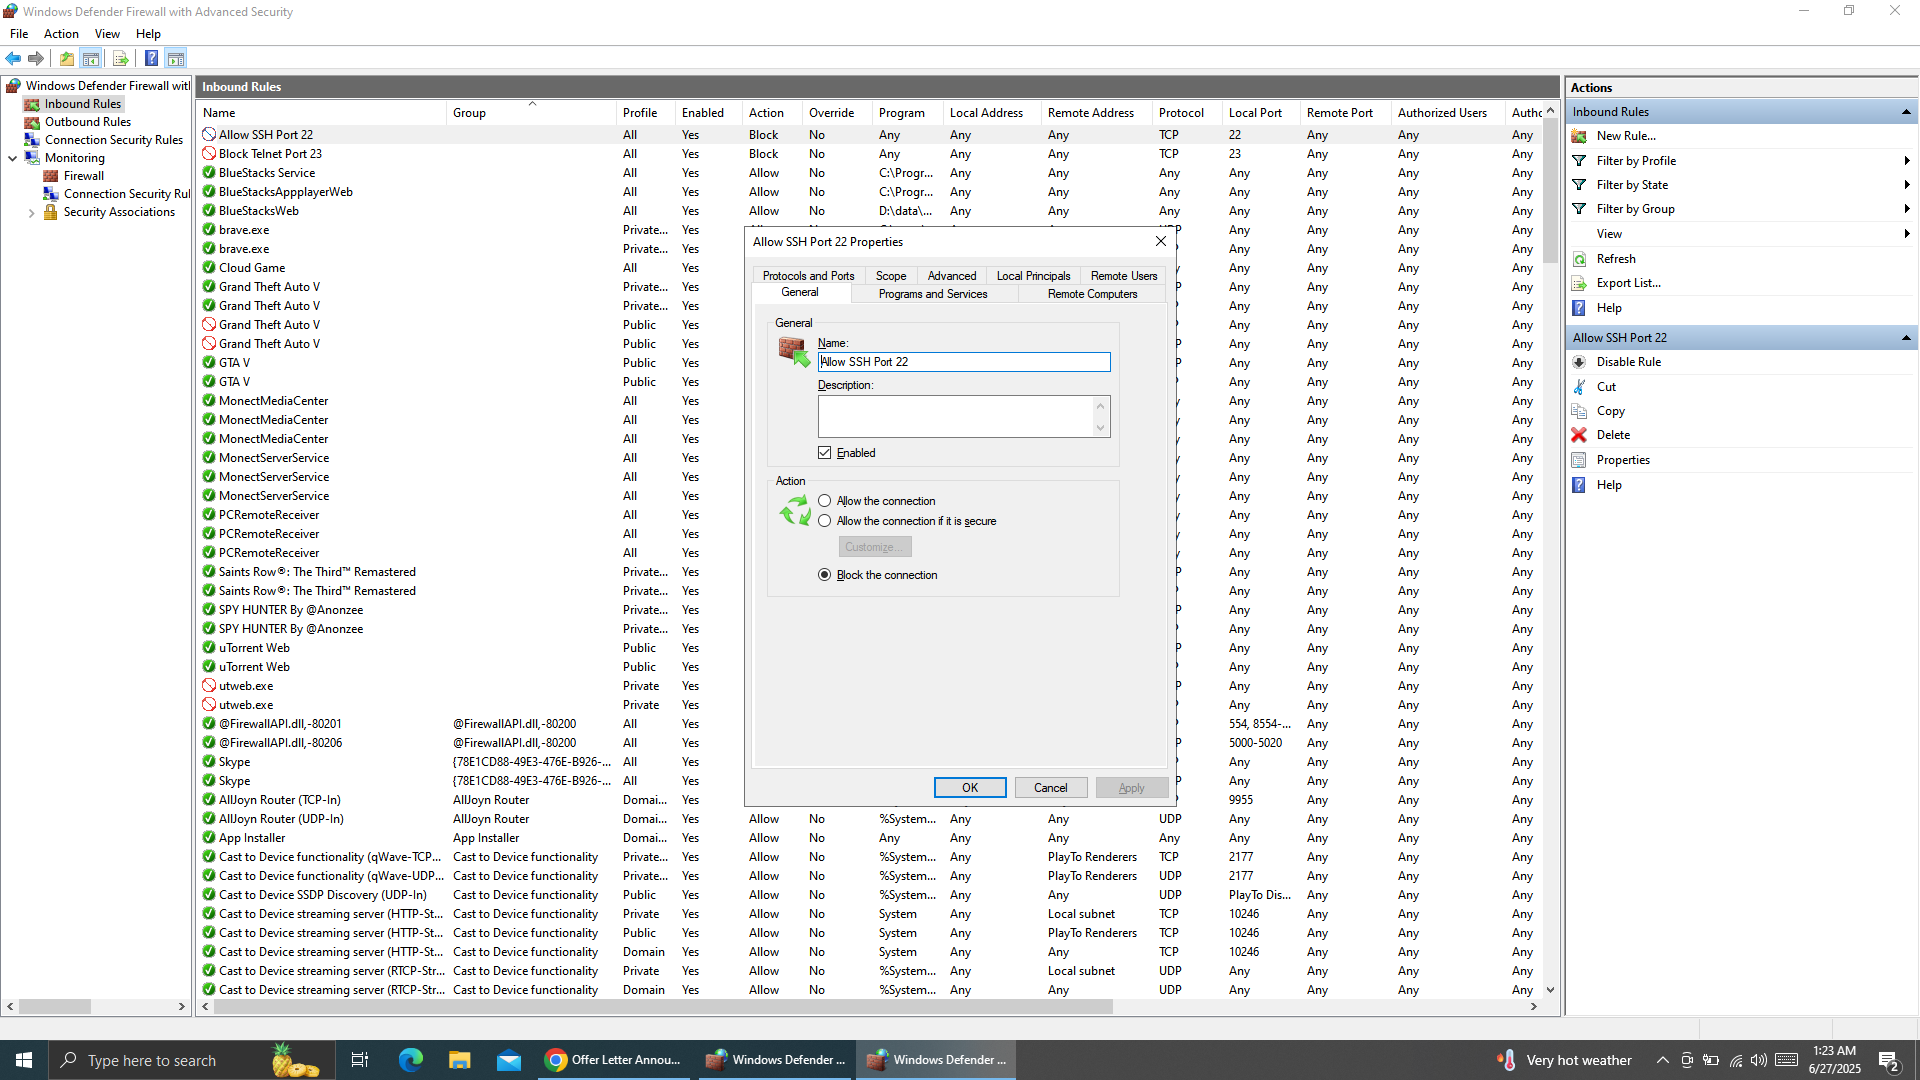 Windows Defender Firewall with Advanced Security
File Action View Help
Windows Defender Firewall wit
Inbound Rules
Outbound Rules
Connection Security Rules
Monitoring
Firewall
Connection Security Rul
Security Associations
Inbound Rules
Name Group Profile Enabled Action Override Program Local Address Remote Address Protocol Local Port Remote Port Authorized Users Autho
Allow SSH Port 22 All Yes Block No Any Any Any TCP 22 Any Any Any
Block Telnet Port 23 All Yes Block No Any Any Any TCP 23 Any Any Any
BlueStacks Service All Yes Allow No C:\Progr... Any Any Any Any Any Any Any
BlueStacksAppplayerWeb All Yes Allow No C:\Progr... Any Any Any Any Any Any Any
BlueStacksWeb All Yes Allow No D:\data\... Any Any Any Any Any Any Any
brave.exe Private... Yes Any Any Any Any
brave.exe Private... Yes Any Any Any Any
Cloud Game All Yes Any Any Any Any
Grand Theft Auto V Private... Yes Any Any Any Any
Grand Theft Auto V Private... Yes Any Any Any Any
Grand Theft Auto V Public Yes Any Any Any Any
Grand Theft Auto V Public Yes Any Any Any Any
GTA V Public Yes Any Any Any Any
GTA V Public Yes Any Any Any Any
MonectMediaCenter All Yes Any Any Any Any
MonectMediaCenter All Yes Any Any Any Any
MonectMediaCenter All Yes Any Any Any Any
MonectServerService All Yes Any Any Any Any
MonectServerService All Yes Any Any Any Any
MonectServerService All Yes Any Any Any Any
PCRemoteReceiver All Yes Any Any Any Any
PCRemoteReceiver All Yes Any Any Any Any
PCRemoteReceiver All Yes Any Any Any Any
Saints Row®: The Third™ Remastered Private... Yes Any Any Any Any
Saints Row®: The Third™ Remastered Private... Yes Any Any Any Any
SPY HUNTER By @Anonzee Private... Yes Any Any Any Any
SPY HUNTER By @Anonzee Private... Yes Any Any Any Any
uTorrent Web Public Yes Any Any Any Any
uTorrent Web Public Yes Any Any Any Any
utweb.exe Private Yes Any Any Any Any
utweb.exe Private Yes Any Any Any Any
@FirewallAPI.dll,-80201 @FirewallAPI.dll,-80200 All Yes 554, 8554-... Any Any Any
@FirewallAPI.dll,-80206 @FirewallAPI.dll,-80200 All Yes 5000-5020 Any Any Any
Skype {78E1CD88-49E3-476E-B926-... All Yes Any Any Any Any
Skype {78E1CD88-49E3-476E-B926-... All Yes Any Any Any Any
AllJoyn Router (TCP-In) AllJoyn Router Domai... Yes 9955 Any Any Any
AllJoyn Router (UDP-In) AllJoyn Router Domai... Yes Allow No %System... Any Any UDP Any Any Any Any
App Installer App Installer Domai... Yes Allow No Any Any Any Any Any Any Any Any
Cast to Device functionality (qWave-TCP... Cast to Device functionality Private... Yes Allow No %System... Any PlayTo Renderers TCP 2177 Any Any Any
Cast to Device functionality (qWave-UDP... Cast to Device functionality Private... Yes Allow No %System... Any PlayTo Renderers UDP 2177 Any Any Any
Cast to Device SSDP Discovery (UDP-In) Cast to Device functionality Public Yes Allow No %System... Any Any UDP PlayTo Dis... Any Any Any
Cast to Device streaming server (HTTP-St... Cast to Device functionality Private Yes Allow No System Any Local subnet TCP 10246 Any Any Any
Cast to Device streaming server (HTTP-St... Cast to Device functionality Public Yes Allow No System Any PlayTo Renderers TCP 10246 Any Any Any
Cast to Device streaming server (HTTP-St... Cast to Device functionality Domain Yes Allow No System Any Any TCP 10246 Any Any Any
Cast to Device streaming server (RTCP-Str... Cast to Device functionality Private Yes Allow No %System... Any Local subnet UDP Any Any Any Any
Cast to Device streaming server (RTCP-Str... Cast to Device functionality Domain Yes Allow No %System... Any Any UDP Any Any Any Any
Allow SSH Port 22 Properties
Protocols and Ports Scope Advanced Local Principals Remote Users
General Programs and Services Remote Computers
General
Name:
Allow SSH Port 22
Description:
Enabled
Action
Allow the connection
Allow the connection if it is secure
Customize...
Block the connection
OK Cancel Apply
Actions
Inbound Rules
New Rule...
Filter by Profile
Filter by State
Filter by Group
View
Refresh
Export List...
Help
Allow SSH Port 22
Disable Rule
Cut
Copy
Delete
Properties
Help
Type here to search
Offer Letter Annou...
Windows Defender ...
Windows Defender ...
Very hot weather
1:23 AM
6/27/2025
2